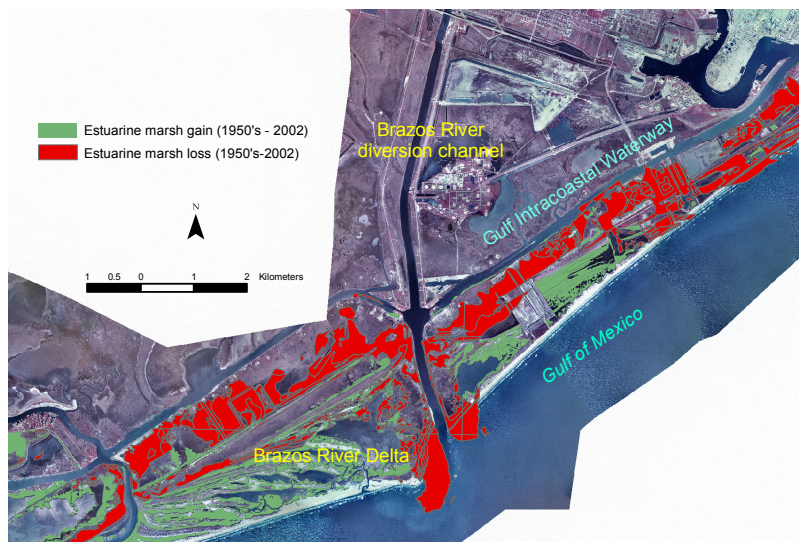 Estuarine marsh gain (1950's - 2002)
Estuarine marsh loss (1950's-2002)
Brazos River
diversion channel
Gulf Intracoastal Waterway
N
1 0.5 0 1 2 Kilometers
Gulf of Mexico
Brazos River Delta